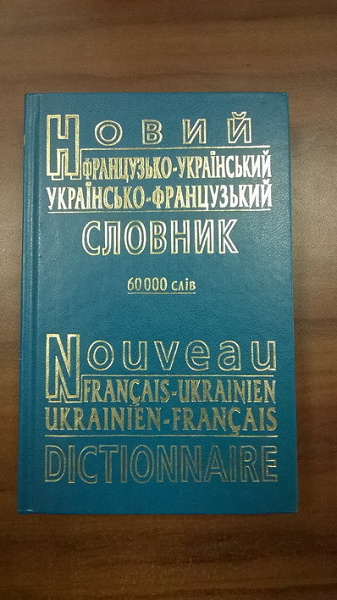 Новий
ФРАНЦУЗЬКО-УКРАЇНСЬКИЙ
УКРАЇНСЬКО-ФРАНЦУЗЬКИЙ
СЛОВНИК
60 000 слів
Nouveau
FRANÇAIS-UKRAINIEN
UKRAINIEN-FRANÇAIS
DICTIONNAIRE